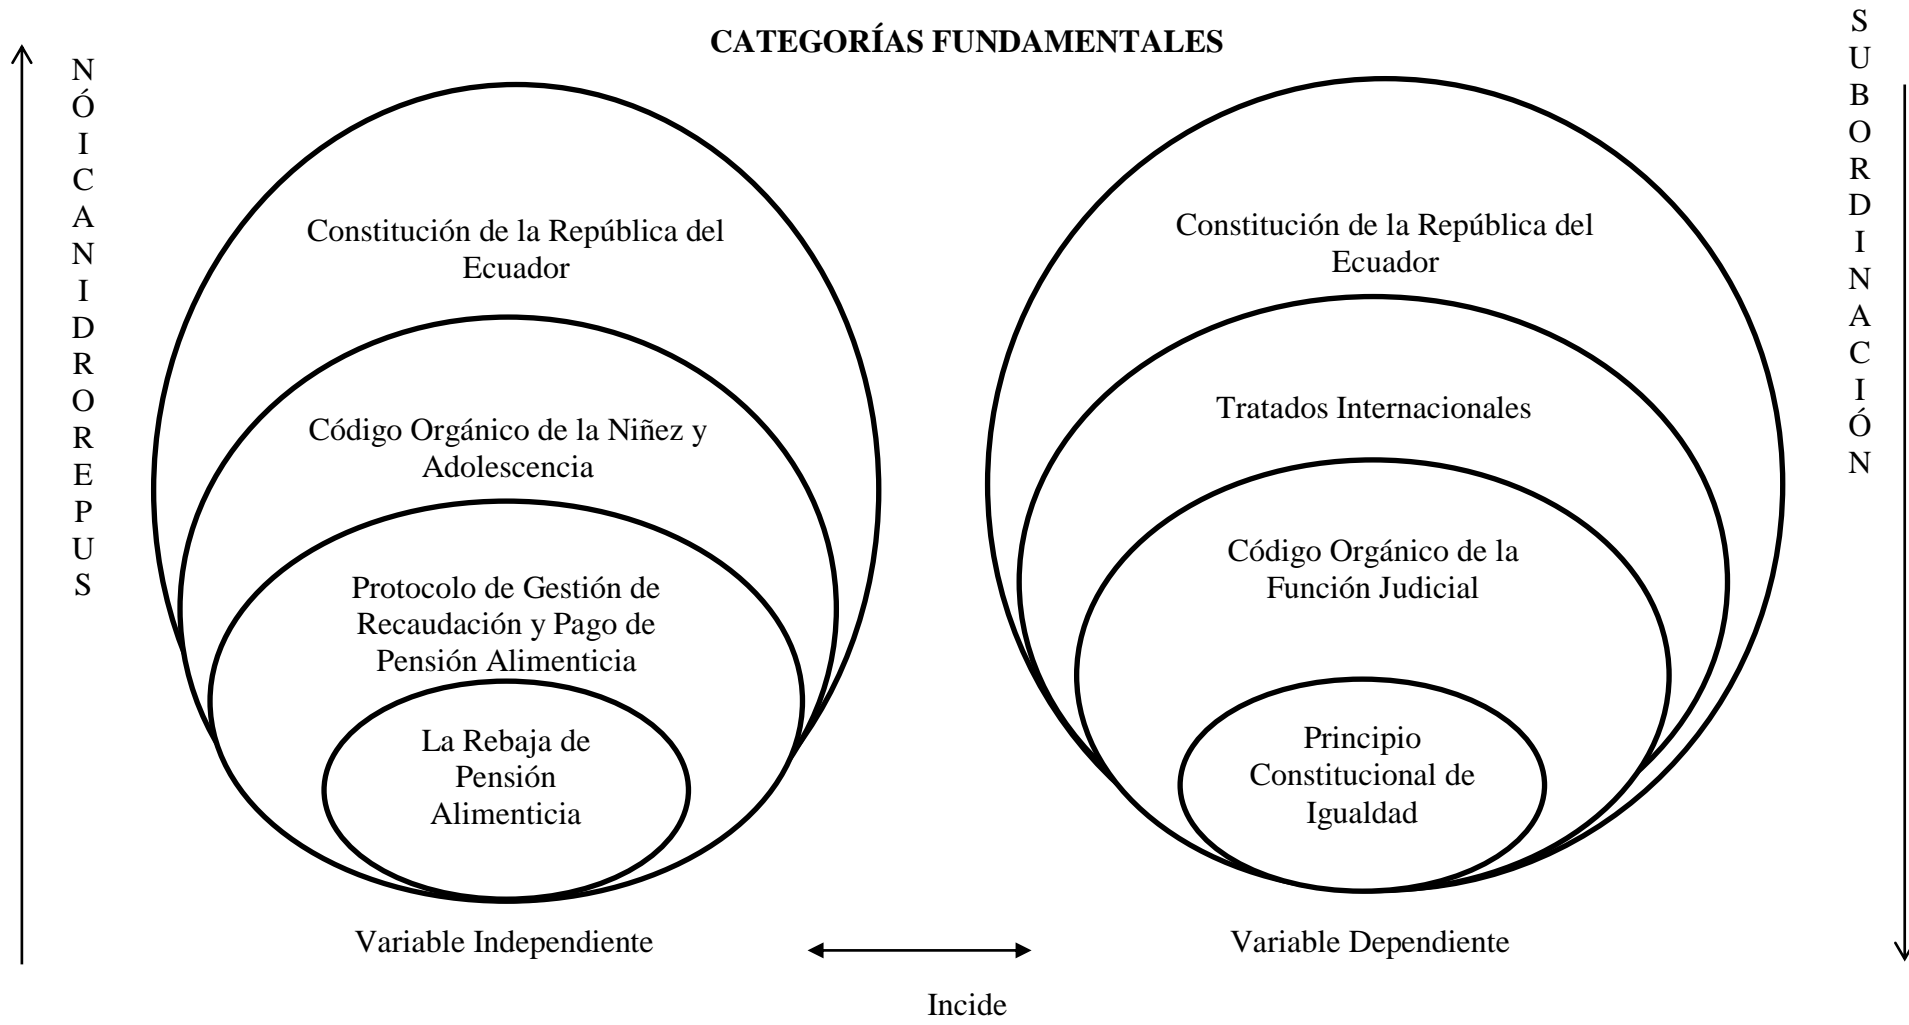 CATEGORÍAS FUNDAMENTALES
N
Ó
I
C
A
N
I
D
R
O
R
E
P
U
S
Constitución de la República del
Ecuador
Código Orgánico de la Niñez y
Adolescencia
Protocolo de Gestión de
Recaudación y Pago de
Pensión Alimenticia
La Rebaja de
Pensión
Alimenticia
Variable Independiente
Constitución de la República del
Ecuador
Tratados Internacionales
Código Orgánico de la
Función Judicial
Principio
Constitucional de
Igualdad
Variable Dependiente
Incide
S
U
B
O
R
D
I
N
A
C
I
Ó
N